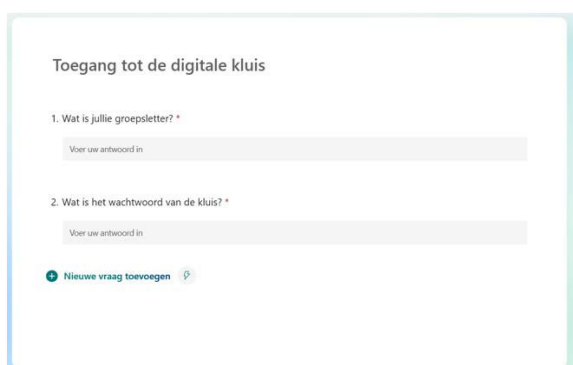 Toegang tot de digitale kluis
1. Wat is jullie groepsletter? *
Voer uw antwoord in
2. Wat is het wachtwoord van de kluis? *
Voer uw antwoord in
Nieuwe vraag toevoegen